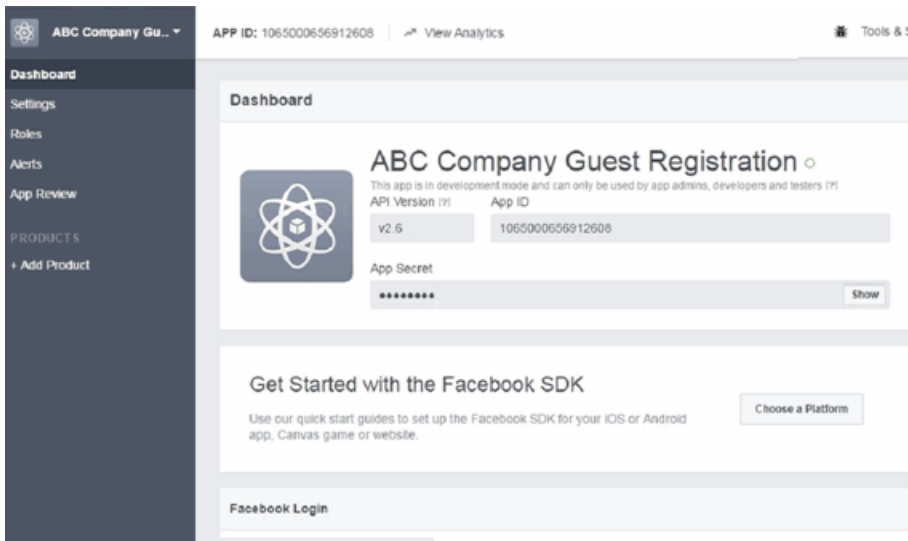 ABC Company Gu..
APP ID: 1065000656912608
View Analytics
Tools & S
Dashboard
Settings
Roles
Alerts
App Review
PRODUCTS
+ Add Product
Dashboard
ABC Company Guest Registration
This app is in development mode and can only be used by app admins, developers and testers [?]
API Version [?]
App ID
v2.6
1065000656912608
App Secret
●●●●●●●●
Show
Get Started with the Facebook SDK
Use our quick start guides to set up the Facebook SDK for your iOS or Android
app, Canvas game or website.
Choose a Platform
Facebook Login